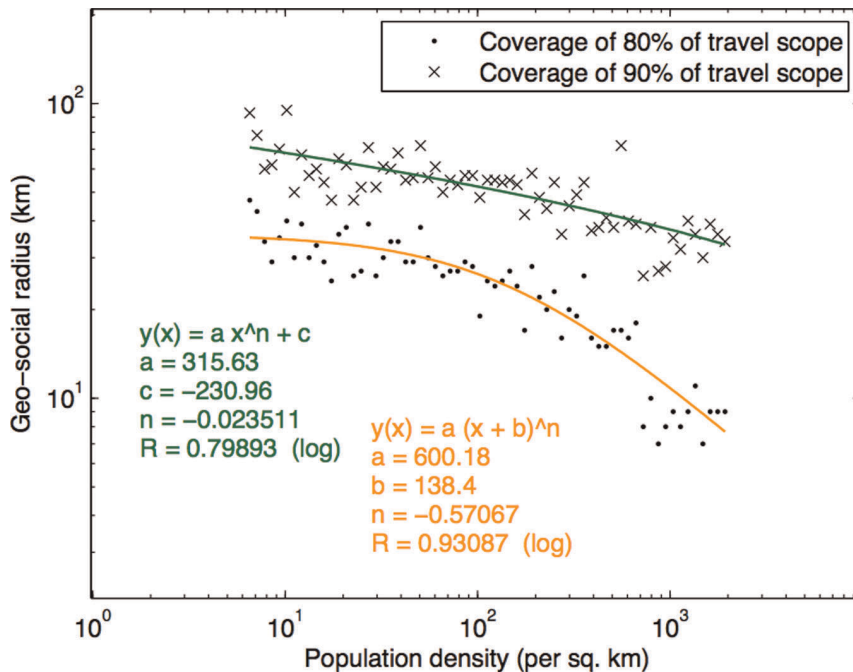 Coverage of 80% of travel scope
Coverage of 90% of travel scope
10^2
10^1
Geo-social radius (km)
y(x) = a x^n + c
a = 315.63
c = −230.96
n = −0.023511
R = 0.79893 (log)
y(x) = a (x + b)^n
a = 600.18
b = 138.4
n = −0.57067
R = 0.93087 (log)
10^0 10^1 10^2 10^3
Population density (per sq. km)